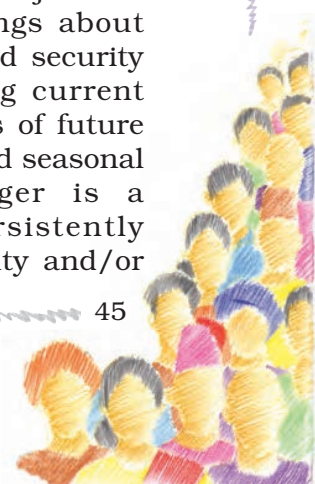 ngs about
d security
g current
s of future
d seasonal
ger is a
rsistently
ty and/or
45